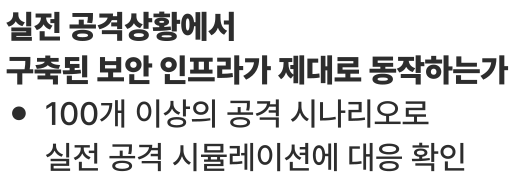 실전 공격상황에서
구축된 보안 인프라가 제대로 동작하는가
• 100개 이상의 공격 시나리오로
실전 공격 시뮬레이션에 대응 확인